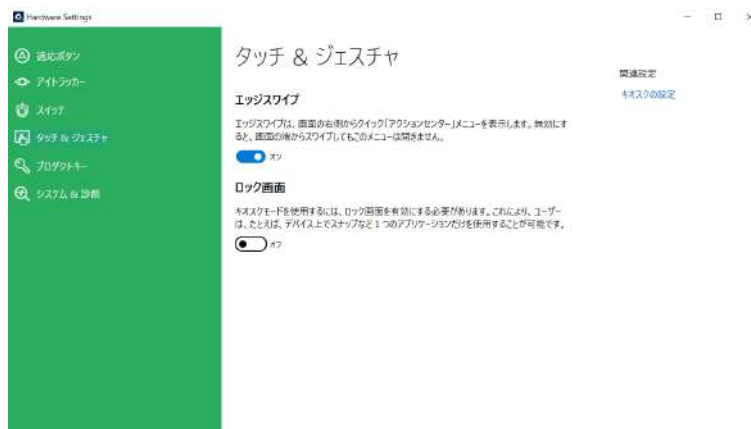 Hardware Settings
適応ボタン
アイトラッカー
スイッチ
タッチ & ジェスチャ
プロダクトキー
システム & 診断
タッチ & ジェスチャ
エッジスワイプ
エッジスワイプは、画面の右側からクイック「アクションセンター」メニューを表示します。無効にす
ると、画面の端からスワイプしてもこのメニューは開きません。
オン
ロック画面
キオスクモードを使用するには、ロック画面を有効にする必要があります。これにより、ユーザー
は、たとえば、デバイス上でスナップなど1つのアプリケーションだけを使用することが可能です。
オフ
関連設定
キオスクの設定